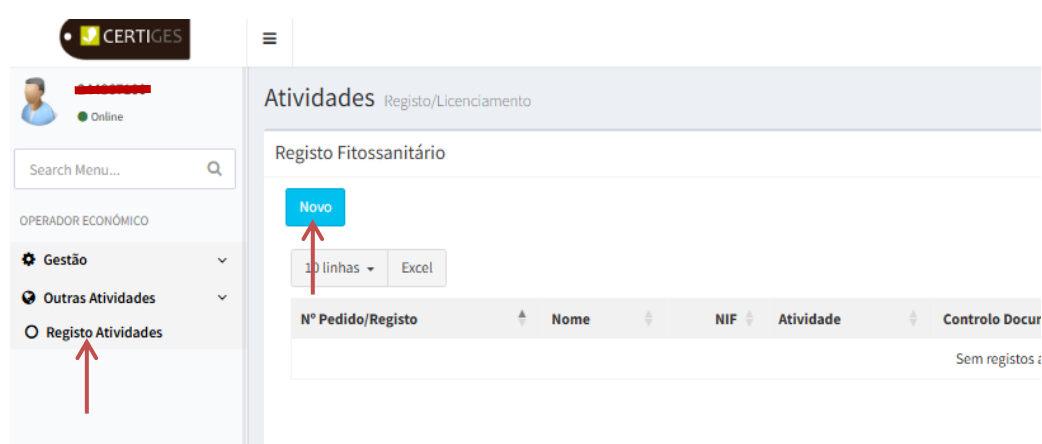 CERTIGES
Online
Search Menu...
OPERADOR ECONÓMICO
Gestão
Outras Atividades
Registo Atividades
Atividades Registo/Licenciamento
Registo Fitossanitário
Novo
10 linhas Excel
Nº Pedido/Registo Nome NIF Atividade Controlo Docum
Sem registos a